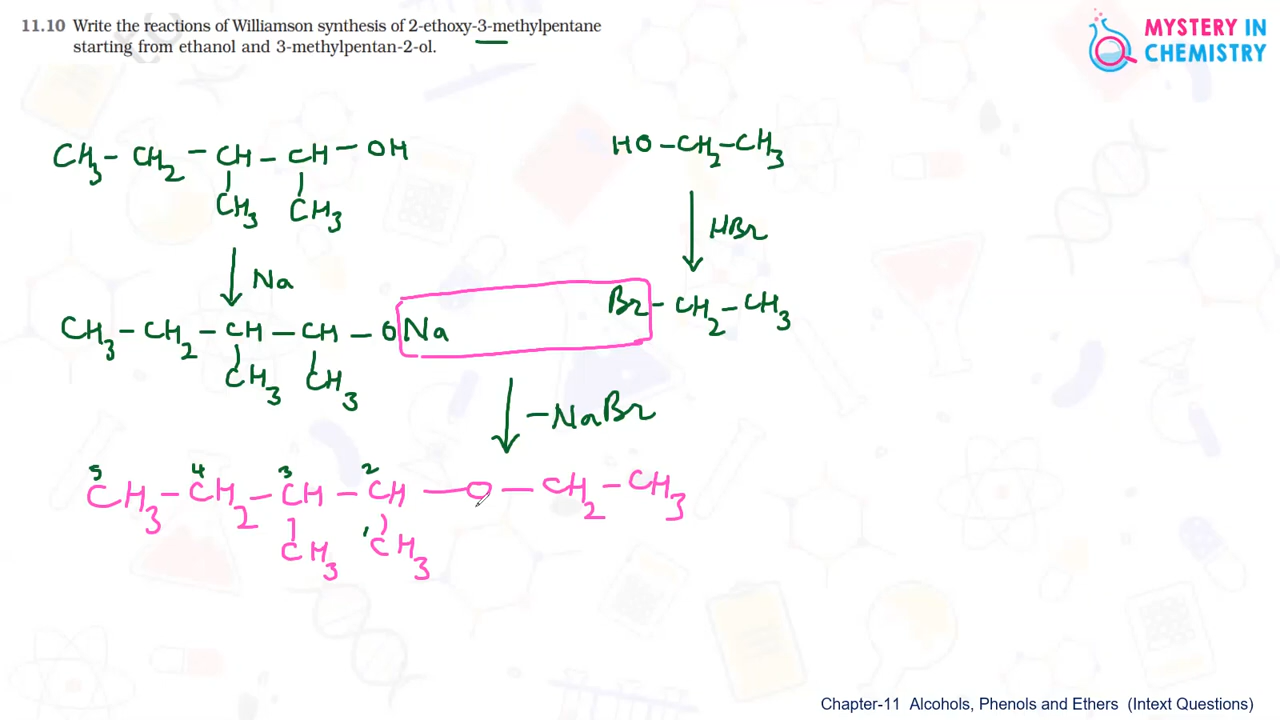 11.10 Write the reactions of Williamson synthesis of 2-ethoxy-3-methylpentane
starting from ethanol and 3-methylpentan-2-ol.
MYSTERY IN
CHEMISTRY
CH3 - CH2 - CH - CH - OH
CH3 CH3
HO - CH2 - CH3
HBr
Na
Br - CH2 - CH3
CH3 - CH2 - CH - CH - ONa
CH3 CH3
-NaBr
5 4 3 2
CH3 - CH2 - CH - CH - O - CH2 - CH3
CH3 1 CH3
Chapter-11 Alcohols, Phenols and Ethers (Intext Questions)